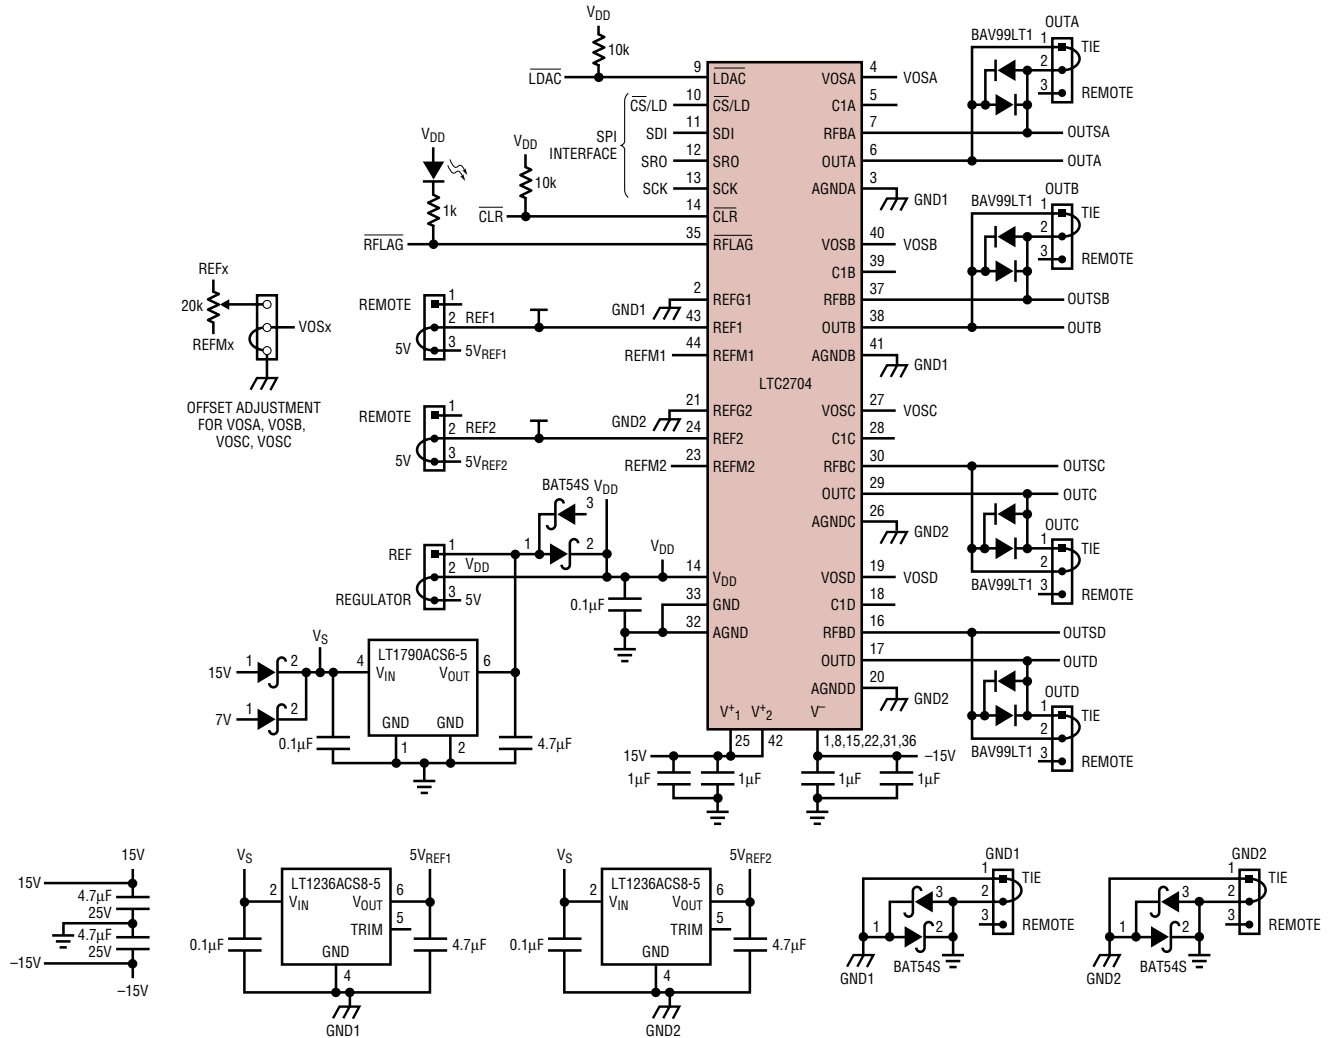 VDD
10k
LDAC
9
LDAC
10
CS/LD
CS/LD
11
SDI
SDI
SPI
INTERFACE
12
SRO
SRO
13
SCK
SCK
VDD
10k
14
CLR
CLR
VDD
1k
35
RFLAG
RFLAG
REFx
20k
REFMx
VOSx
OFFSET ADJUSTMENT
FOR VOSA, VOSB,
VOSC, VOSC
2
GND1
REFG1
REMOTE
1
2
REF1
43
REF1
5V
3
5VREF1
44
REFM1
REFM1
21
GND2
REFG2
REMOTE
1
2
REF2
24
REF2
5V
3
5VREF2
23
REFM2
REFM2
BAT54S
VDD
3
1
2
REF
1
2
VDD
REGULATOR
3
5V
VDD
14
VDD
0.1µF
33
GND
32
AGND
VS
15V
1
2
7V
1
2
4
LT1790ACS6-5
VIN
VOUT
6
GND
GND
1
2
0.1µF
4.7µF
LTC2704
V+1
V+2
V–
25
42
1,8,15,22,31,36
15V
1µF
1µF
–15V
1µF
1µF
VOSA
4
VOSA
C1A
5
RFBA
7
OUTSA
OUTA
6
OUTA
AGNDA
3
GND1
BAV99LT1
OUTA
1
TIE
2
3
REMOTE
VOSB
40
VOSB
C1B
39
RFBB
37
OUTSB
OUTB
38
OUTB
AGNDB
41
GND1
BAV99LT1
OUTB
1
TIE
2
3
REMOTE
VOSC
27
VOSC
C1C
28
RFBC
30
OUTSC
OUTC
29
OUTC
AGNDC
26
GND2
OUTC
1
TIE
2
BAV99LT1
3
REMOTE
VOSD
19
VOSD
C1D
18
RFBD
16
OUTSD
OUTD
17
OUTD
AGNDD
20
GND2
OUTD
1
TIE
2
BAV99LT1
3
REMOTE
15V
15V
4.7µF
25V
4.7µF
25V
–15V
–15V
VS
5VREF1
2
LT1236ACS8-5
VIN
VOUT
6
TRIM
5
GND
4
0.1µF
4.7µF
GND1
VS
5VREF2
2
LT1236ACS8-5
VIN
VOUT
6
TRIM
5
GND
4
0.1µF
4.7µF
GND2
GND1
1
TIE
2
3
3
REMOTE
1
2
GND1
BAT54S
GND2
1
TIE
2
3
3
REMOTE
1
2
GND2
BAT54S